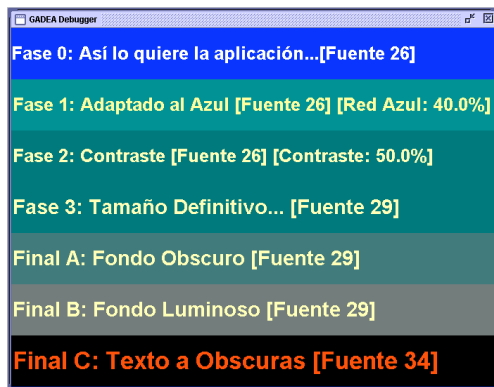 GADEA Debugger
Fase 0: Así lo quiere la aplicación...[Fuente 26]
Fase 1: Adaptado al Azul [Fuente 26] [Red Azul: 40.0%]
Fase 2: Contraste [Fuente 26] [Contraste: 50.0%]
Fase 3: Tamaño Definitivo... [Fuente 29]
Final A: Fondo Obscuro [Fuente 29]
Final B: Fondo Luminoso [Fuente 29]
Final C: Texto a Obscuras [Fuente 34]